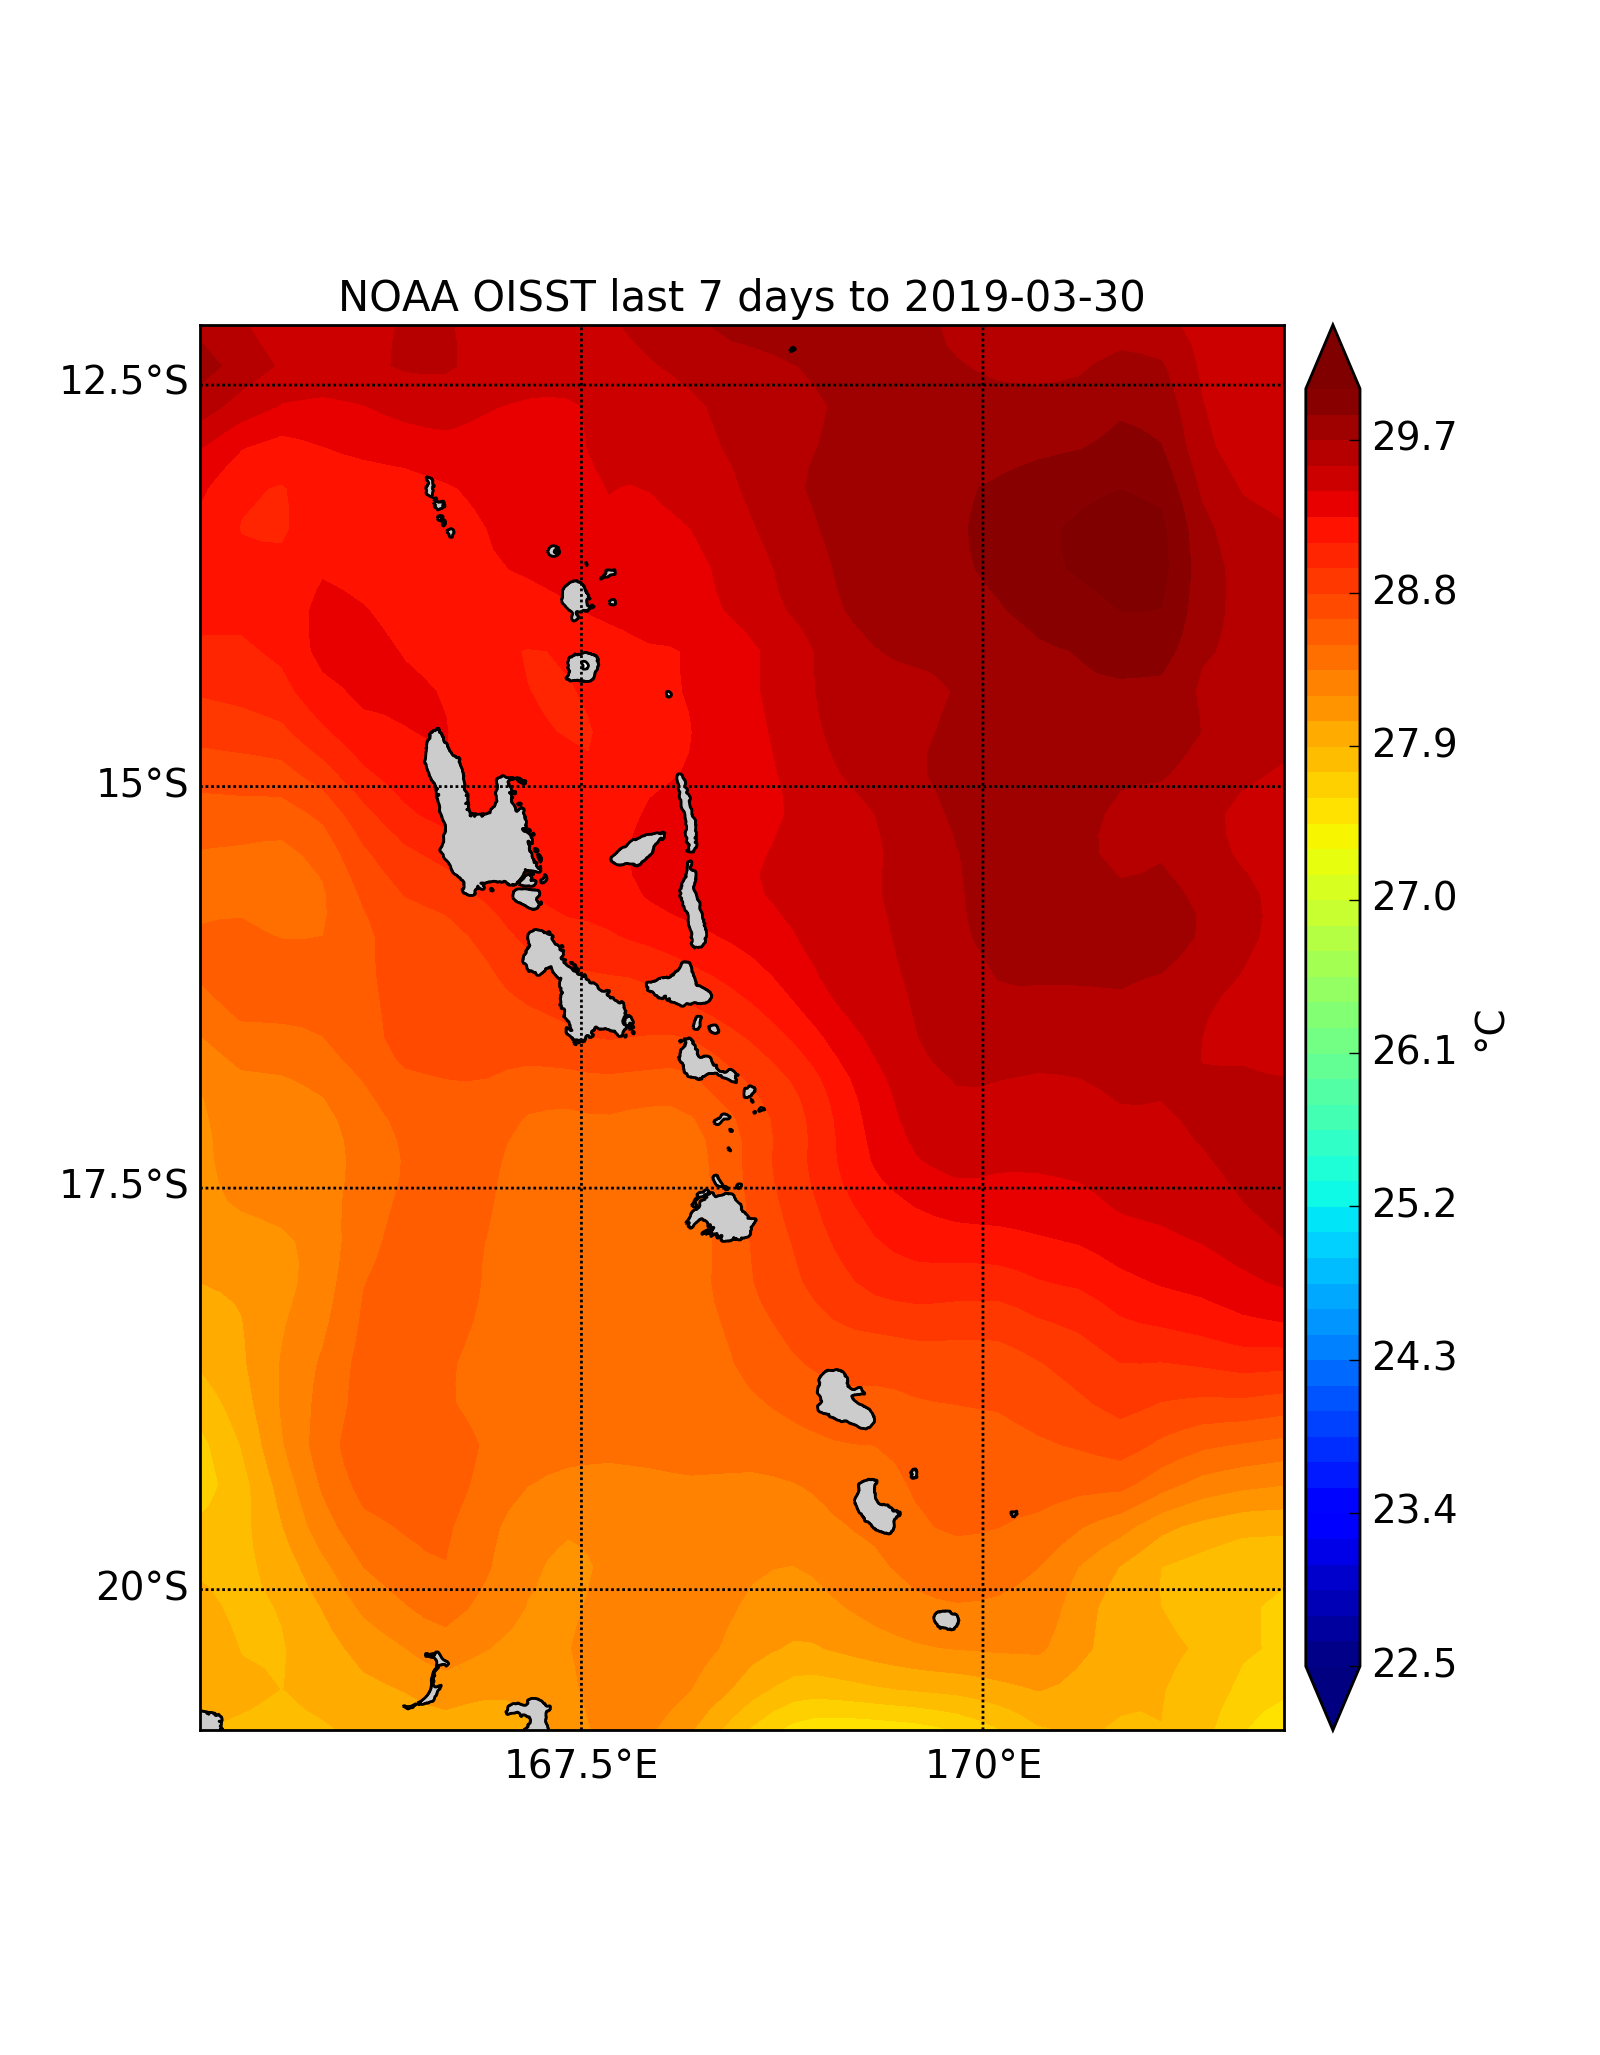 NOAA OISST last 7 days to 2019-03-30
12.5°S
15°S
17.5°S
20°S
167.5°E
170°E
29.7
28.8
27.9
27.0
26.1
25.2
24.3
23.4
22.5
°C